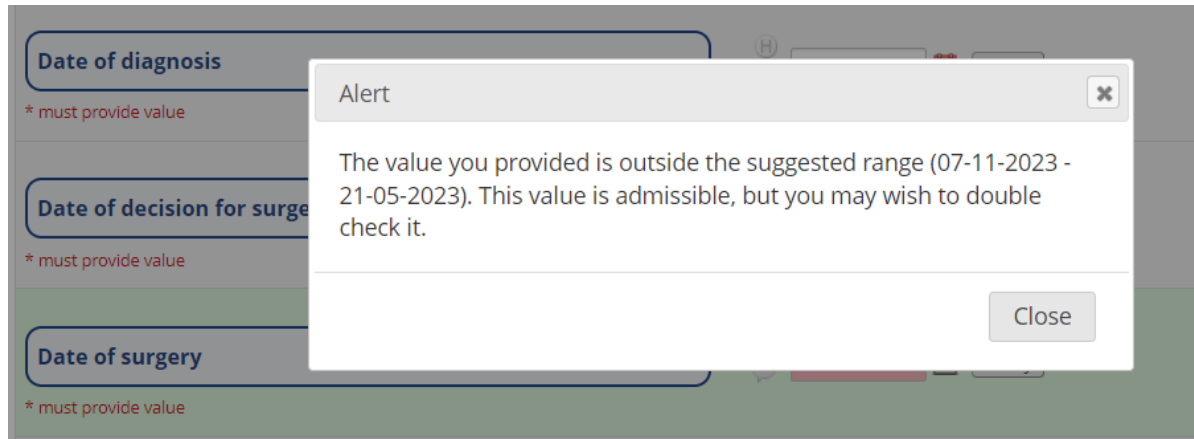 Date of diagnosis
H
* must provide value
Alert
The value you provided is outside the suggested range (07-11-2023 -
21-05-2023). This value is admissible, but you may wish to double
check it.
Date of decision for surge
* must provide value
Close
Date of surgery
* must provide value